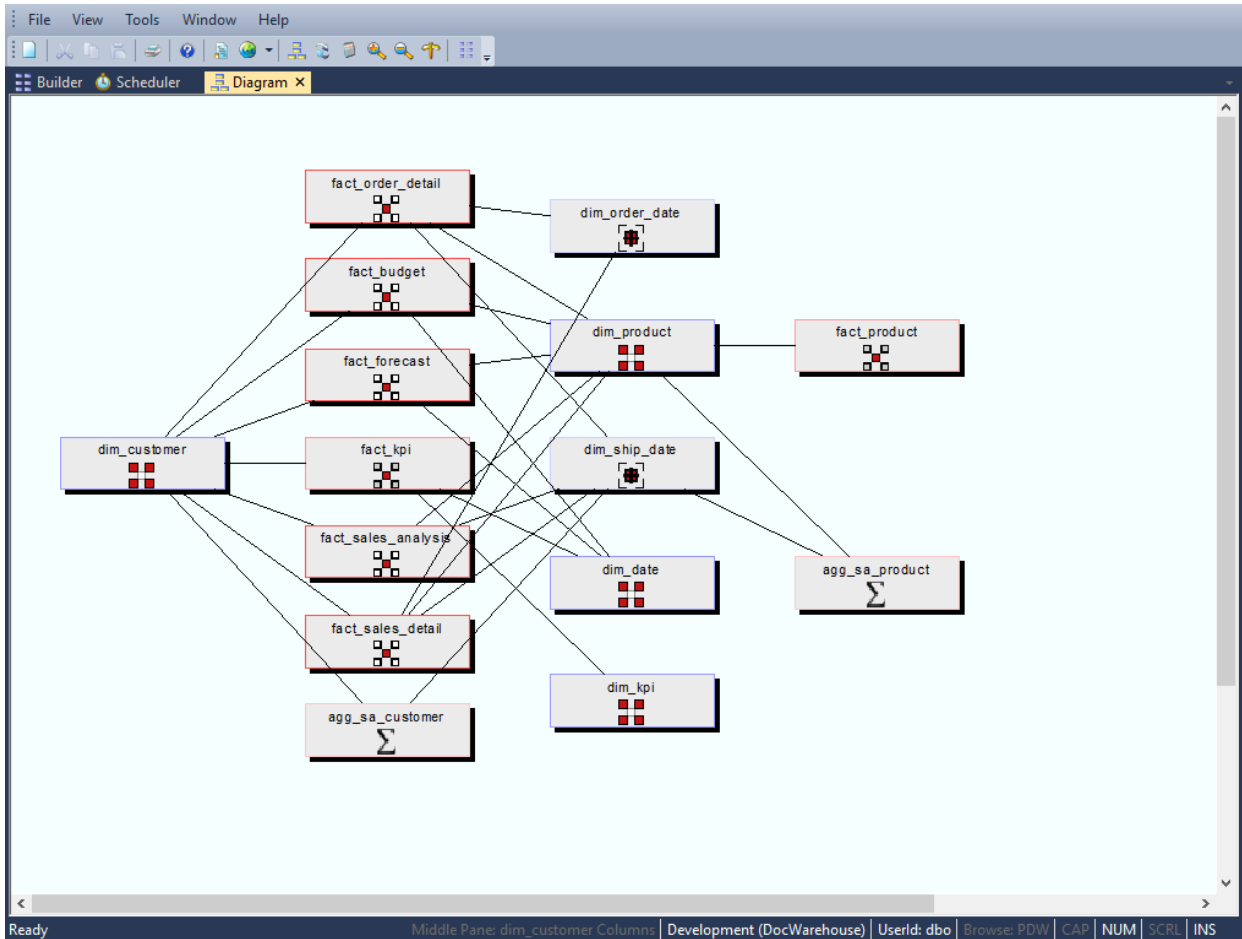 File View Tools Window Help
Builder Scheduler Diagram
fact_order_detail
dim_order_date
fact_budget
dim_product
fact_product
fact_forecast
dim_customer
fact_kpi
dim_ship_date
fact_sales_analysis
dim_date
agg_sa_product
fact_sales_detail
dim_kpi
agg_sa_customer
Σ
Σ
Ready Middle Pane: dim_customer Columns Development (DocWarehouse) UserId: dbo Browse: PDW CAP NUM SCRL INS